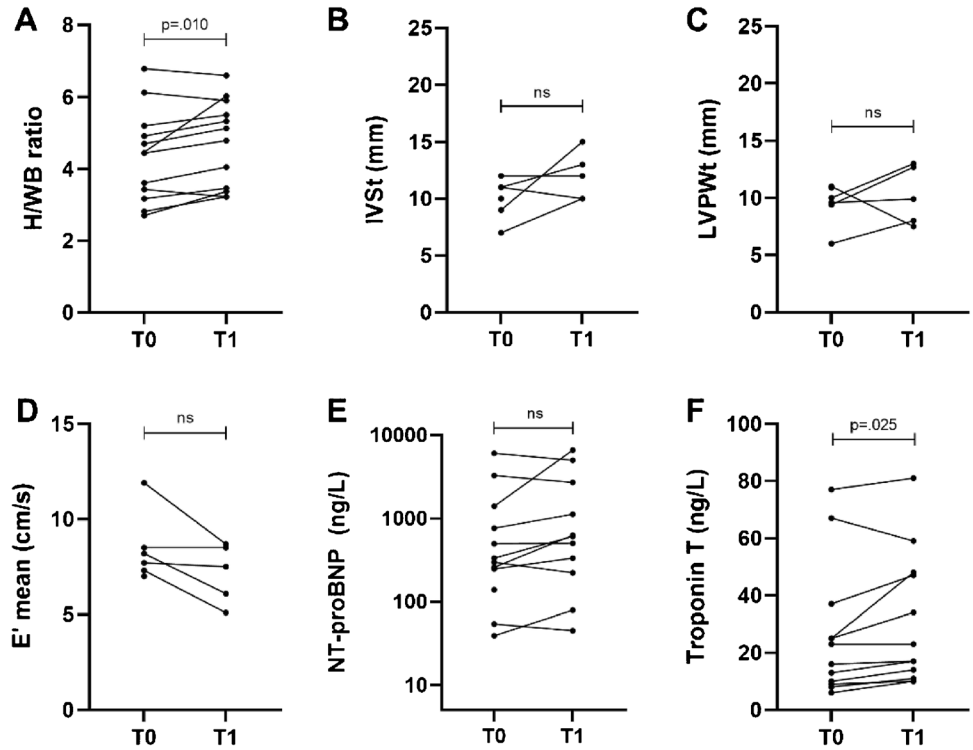 A
H/WB ratio
8
6
4
2
0
p=.010
T0 T1
B
IVSt (mm)
25
20
15
10
5
0
ns
T0 T1
C
LVPWt (mm)
25
20
15
10
5
0
ns
T0 T1
D
E' mean (cm/s)
15
10
5
0
ns
T0 T1
E
NT-proBNP (ng/L)
10000
1000
100
10
ns
T0 T1
F
Troponin T (ng/L)
100
80
60
40
20
0
p=.025
T0 T1